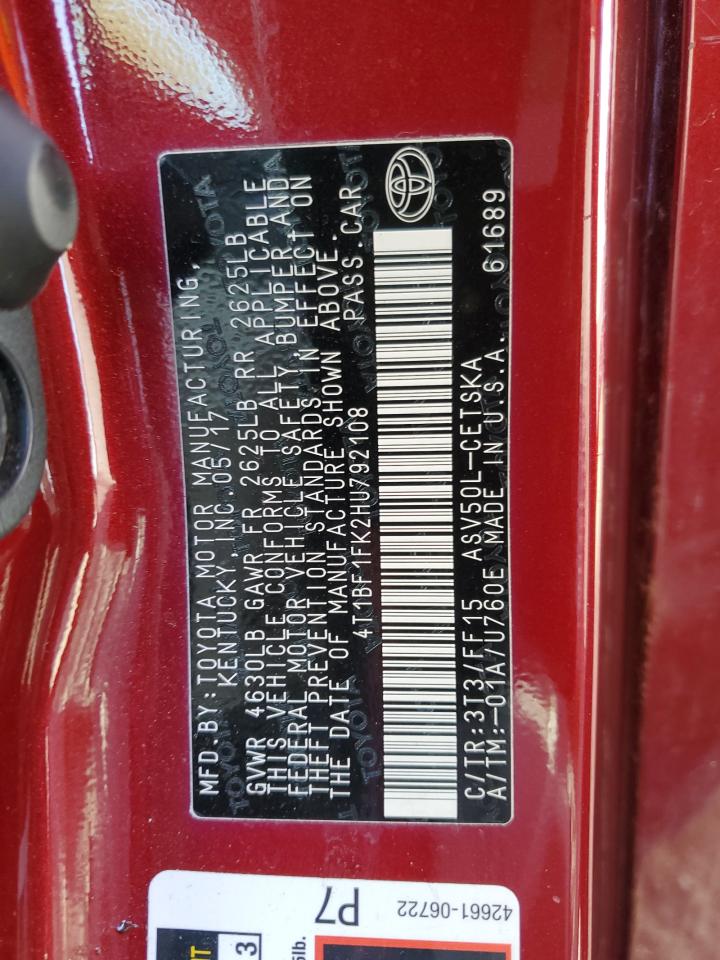 MFD.BY:TOYOTA MOTOR MANUFACTURING,
KENTUCKY, INC.05/17
GVWR 4630LB GAWR FR 2625LB RR 2625LB
THIS VEHICLE CONFORMS TO ALL APPLICABLE
FEDERAL MOTOR VEHICLE SAFETY, BUMPER,AND
THEFT PREVENTION STANDARDS IN EFFECT ON
THE DATE OF MANUFACTURE SHOWN ABOVE.
4T1BF1FK2HU792108 PASS.CAR
C/TR:3T3/FF15 ASV50L-CETSKA
A/TM:-01A/U760E MADE IN U.S.A. 61689
P7
42661-06722